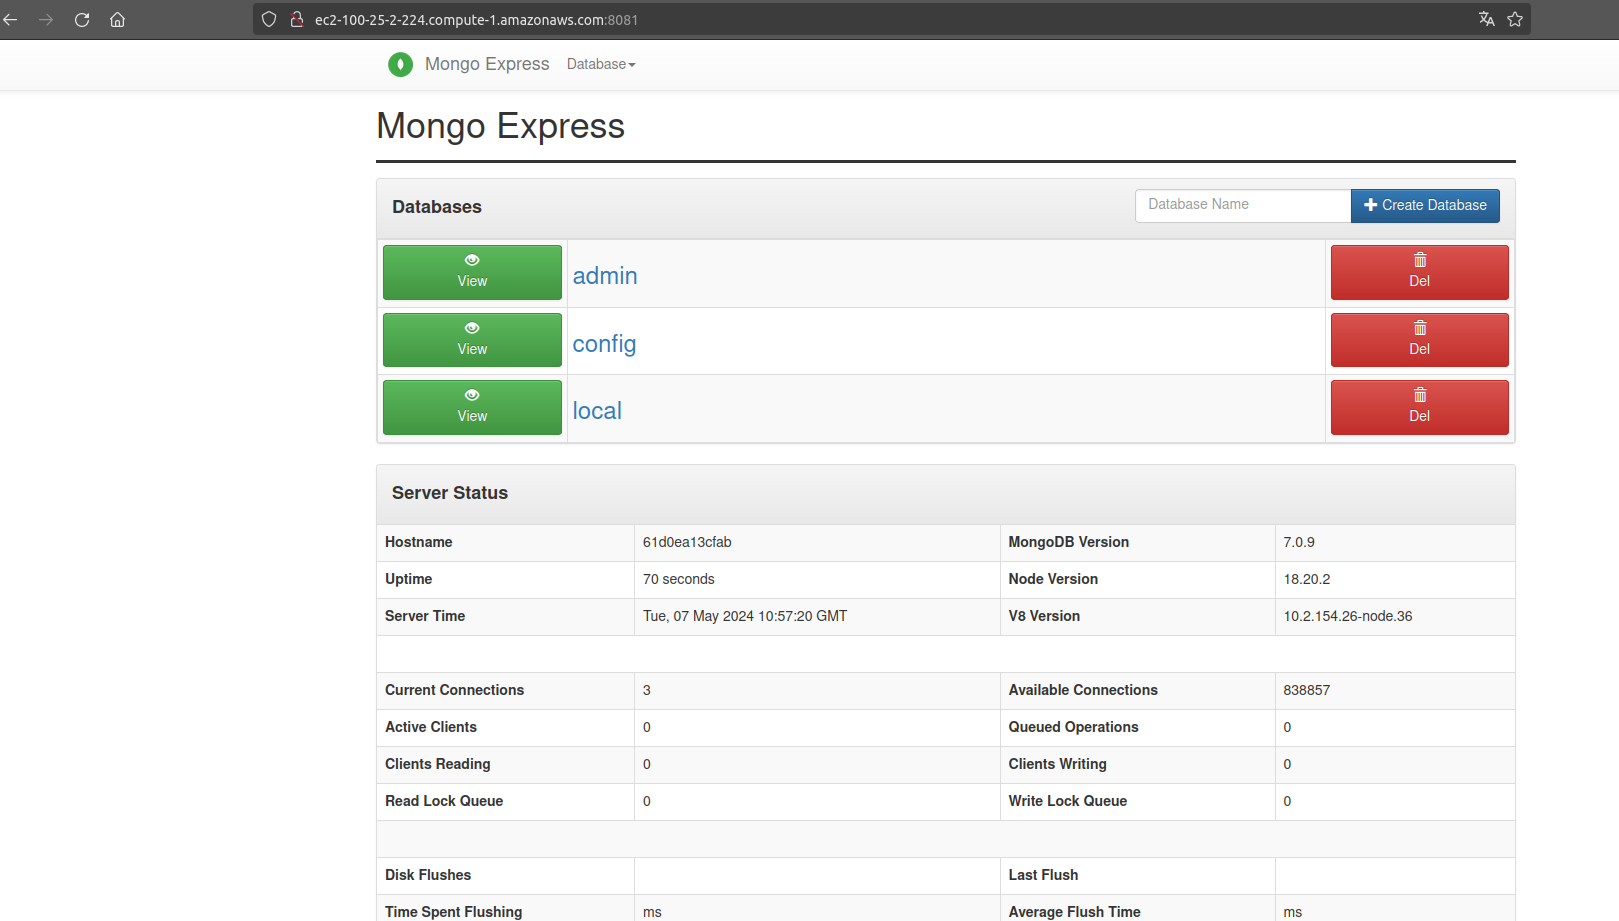 ec2-100-25-2-224.compute-1.amazonaws.com:8081
Mongo Express Database
Mongo Express
Databases Database Name Create Database
View admin Del
View config Del
View local Del
Server Status
Hostname 61d0ea13cfab MongoDB Version 7.0.9
Uptime 70 seconds Node Version 18.20.2
Server Time Tue, 07 May 2024 10:57:20 GMT V8 Version 10.2.154.26-node.36
Current Connections 3 Available Connections 838857
Active Clients 0 Queued Operations 0
Clients Reading 0 Clients Writing 0
Read Lock Queue 0 Write Lock Queue 0
Disk Flushes Last Flush
Time Spent Flushing ms Average Flush Time ms